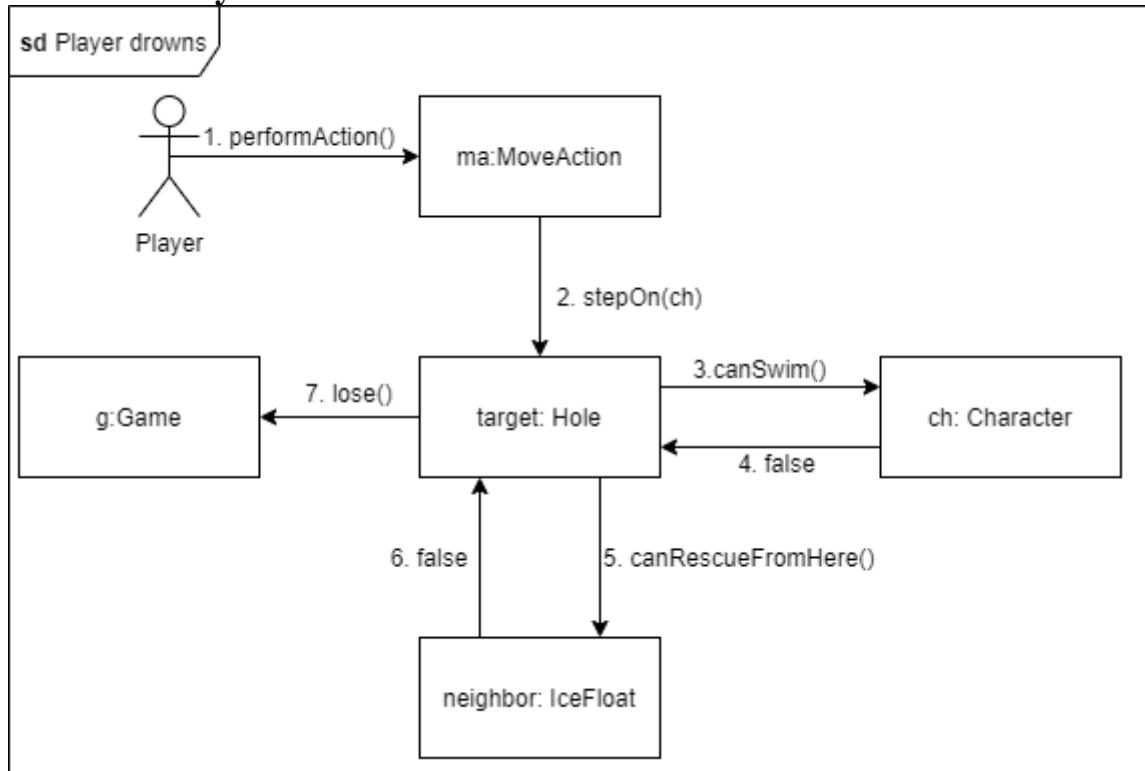 sd Player drowns
1. performAction()
ma:MoveAction
Player
2. stepOn(ch)
g:Game
7. lose()
target: Hole
3.canSwim()
ch: Character
4. false
6. false
5. canRescueFromHere()
neighbor: IceFloat